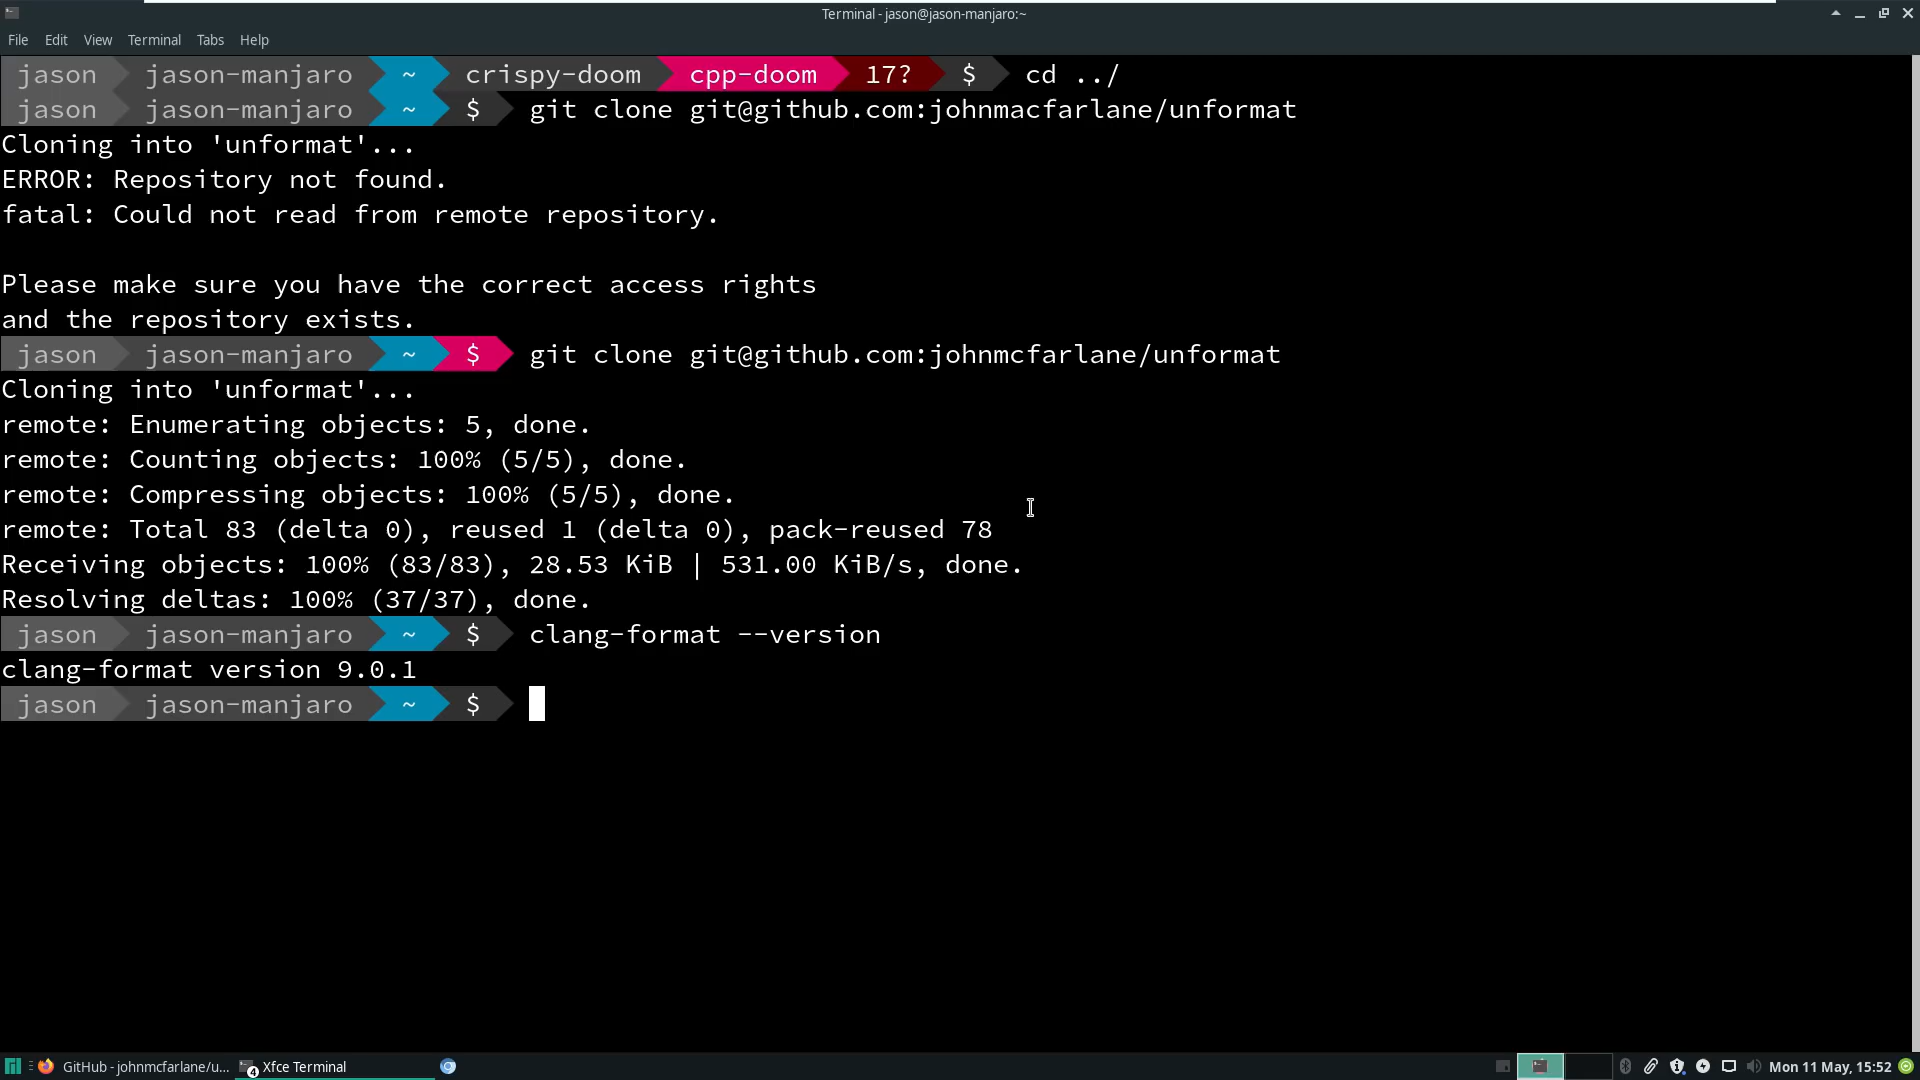 Terminal - jason@jason-manjaro:~
File Edit View Terminal Tabs Help
jason jason-manjaro ~ crispy-doom cpp-doom 17? $ cd ../
jason jason-manjaro ~ $ git clone git@github.com:johnmacfarlane/unformat
Cloning into 'unformat'...
ERROR: Repository not found.
fatal: Could not read from remote repository.
Please make sure you have the correct access rights
and the repository exists.
jason jason-manjaro ~ $ git clone git@github.com:johnmcfarlane/unformat
Cloning into 'unformat'...
remote: Enumerating objects: 5, done.
remote: Counting objects: 100% (5/5), done.
remote: Compressing objects: 100% (5/5), done.
remote: Total 83 (delta 0), reused 1 (delta 0), pack-reused 78
Receiving objects: 100% (83/83), 28.53 KiB | 531.00 KiB/s, done.
Resolving deltas: 100% (37/37), done.
jason jason-manjaro ~ $ clang-format --version
clang-format version 9.0.1
jason jason-manjaro ~ $
GitHub - johnmcfarlane/u... 4 Xfce Terminal Mon 11 May, 15:52